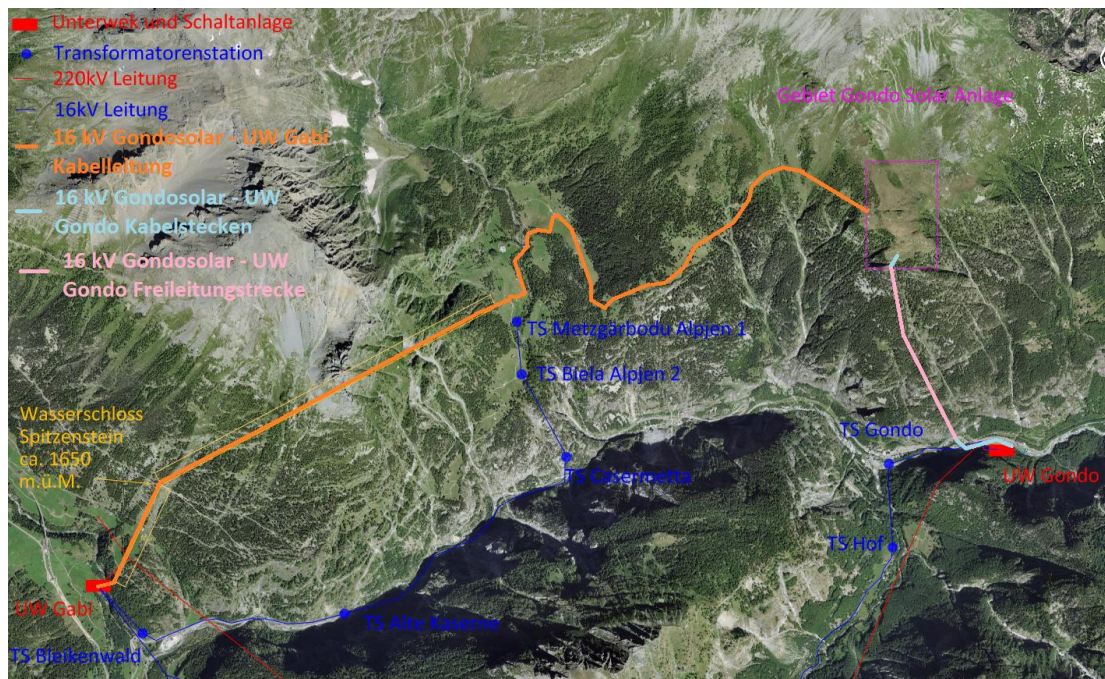 Unterwek und Schaltanlage
Transformatorenstation
220kV Leitung
16kV Leitung
16 kV Gondosolar - UW Gabi
Kabelleitung
16 kV Gondosolar - UW
Gondo Kabelstecken
16 kV Gondosolar - UW
Gondo Freileitungstrecke
Gebiet Gondo Solar Anlage
TS Metzgärbodu Alpjen 1
TS Biela Alpjen 2
Wasserschloss
Spitzenstein
ca. 1650
m.ü.M.
TS Gondo
TS Casermetta
UW Gondo
TS Hof
UW Gabi
TS Alte Kaserne
TS Bleikenwald